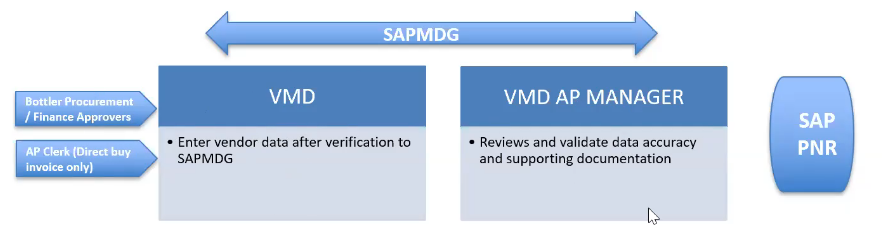 SAPMDG
Bottler Procurement
/ Finance Approvers
AP Clerk (Direct buy
invoice only)
VMD
• Enter vendor data after verification to
SAPMDG
VMD AP MANAGER
• Reviews and validate data accuracy
and supporting documentation
SAP
PNR